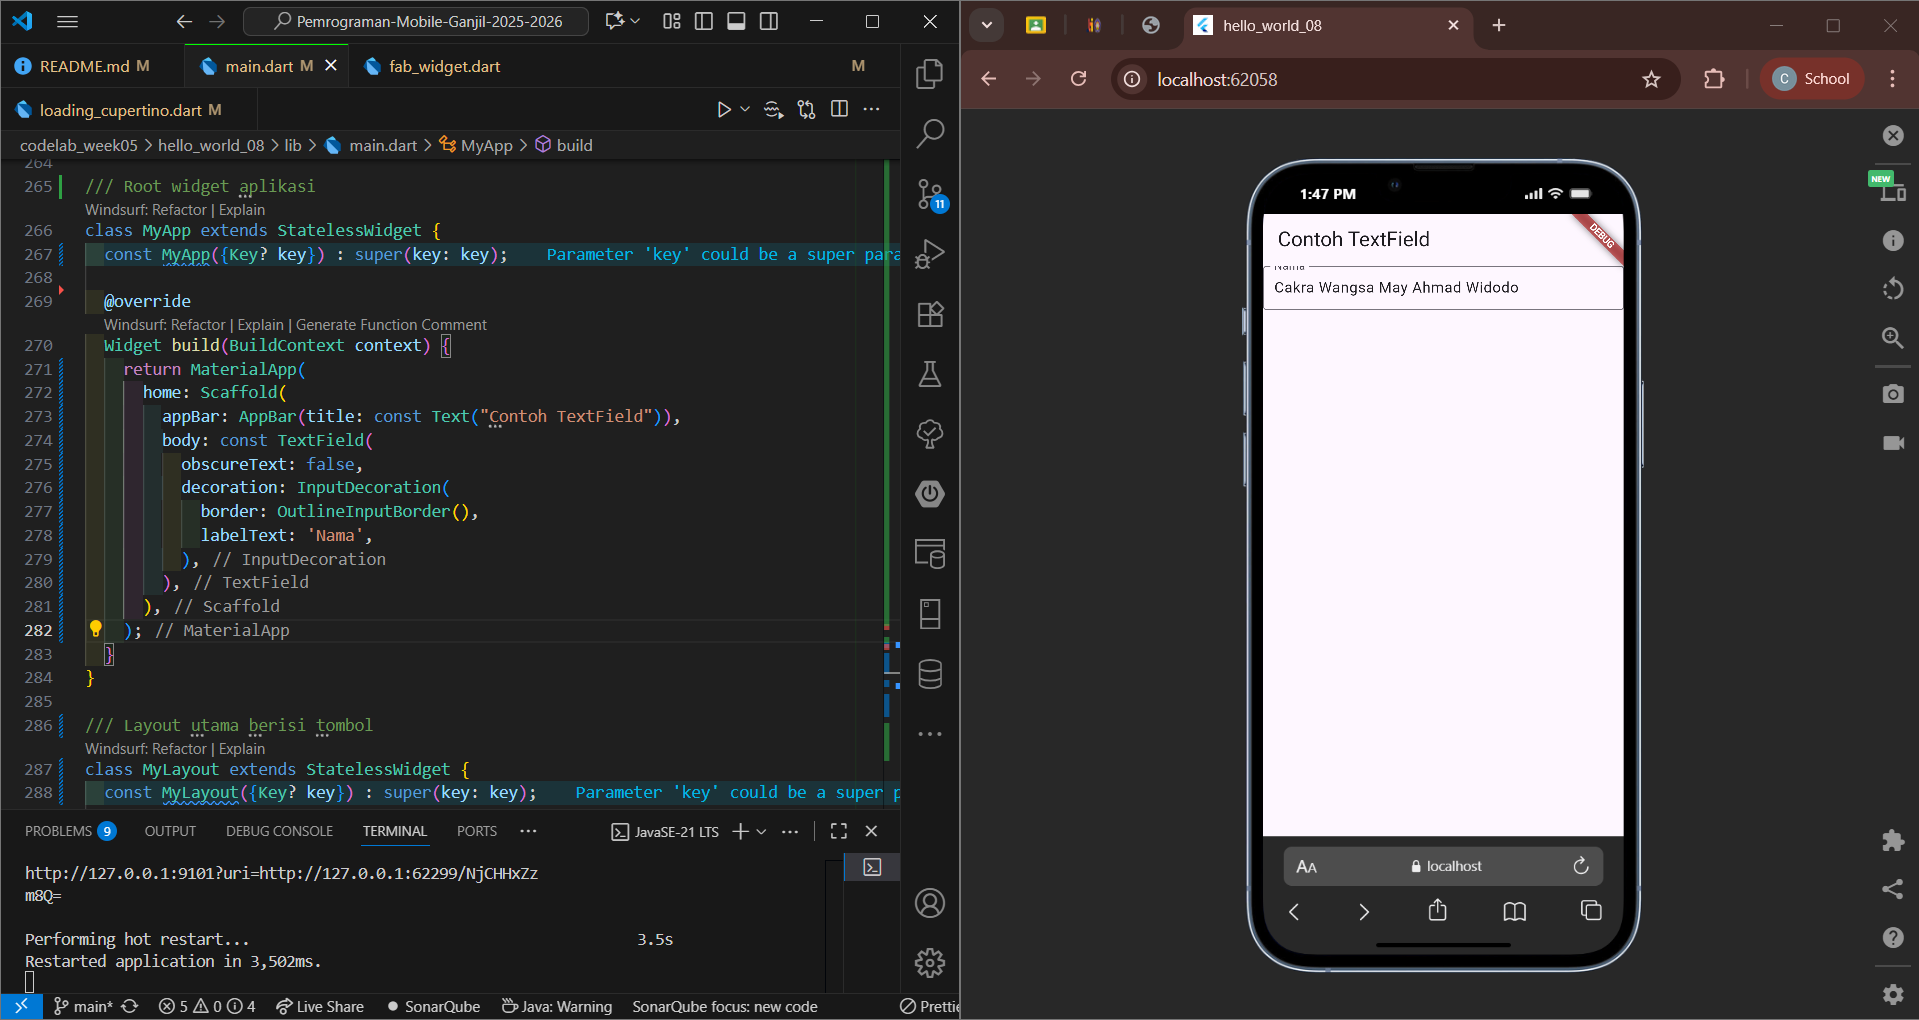 Pemrograman-Mobile-Ganjil-2025-2026
README.md M
main.dart M
fab_widget.dart
M
loading_cupertino.dart M
codelab_week05 > hello_world_08 > lib > main.dart > MyApp > build
264
265 /// Root widget aplikasi
Windsurf: Refactor | Explain
266 class MyApp extends StatelessWidget {
267 const MyApp({Key? key}) : super(key: key); Parameter 'key' could be a super para
268
269 @override
Windsurf: Refactor | Explain | Generate Function Comment
270 Widget build(BuildContext context) {
271 return MaterialApp(
272 home: Scaffold(
273 appBar: AppBar(title: const Text("Contoh TextField")),
274 body: const TextField(
275 obscureText: false,
276 decoration: InputDecoration(
277 border: OutlineInputBorder(),
278 labelText: 'Nama',
279 ), // InputDecoration
280 ), // TextField
281 ), // Scaffold
282 ); // MaterialApp
283 }
284 }
285
286 /// Layout utama berisi tombol
Windsurf: Refactor | Explain
287 class MyLayout extends StatelessWidget {
288 const MyLayout({Key? key}) : super(key: key); Parameter 'key' could be a super p
11
PROBLEMS 9 OUTPUT DEBUG CONSOLE TERMINAL PORTS
JavaSE-21 LTS
http://127.0.0.1:9101?uri=http://127.0.0.1:62299/NjCHHxZz
m8Q=
Performing hot restart... 3.5s
Restarted application in 3,502ms.
main* 5 0 4 Live Share SonarQube Java: Warning SonarQube focus: new code Prettie
hello_world_08
localhost:62058
C School
NEW
1:47 PM
Contoh TextField
DEBUG
Nama
Cakra Wangsa May Ahmad Widodo
AA localhost